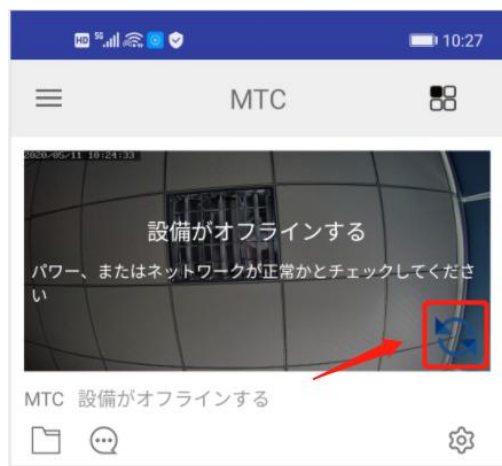 HD 5G 10:27
MTC
2020/05/11 10:24:33
設備がオフラインする
パワー、またはネットワークが正常かとチェックしてくださ
い
MTC 設備がオフラインする